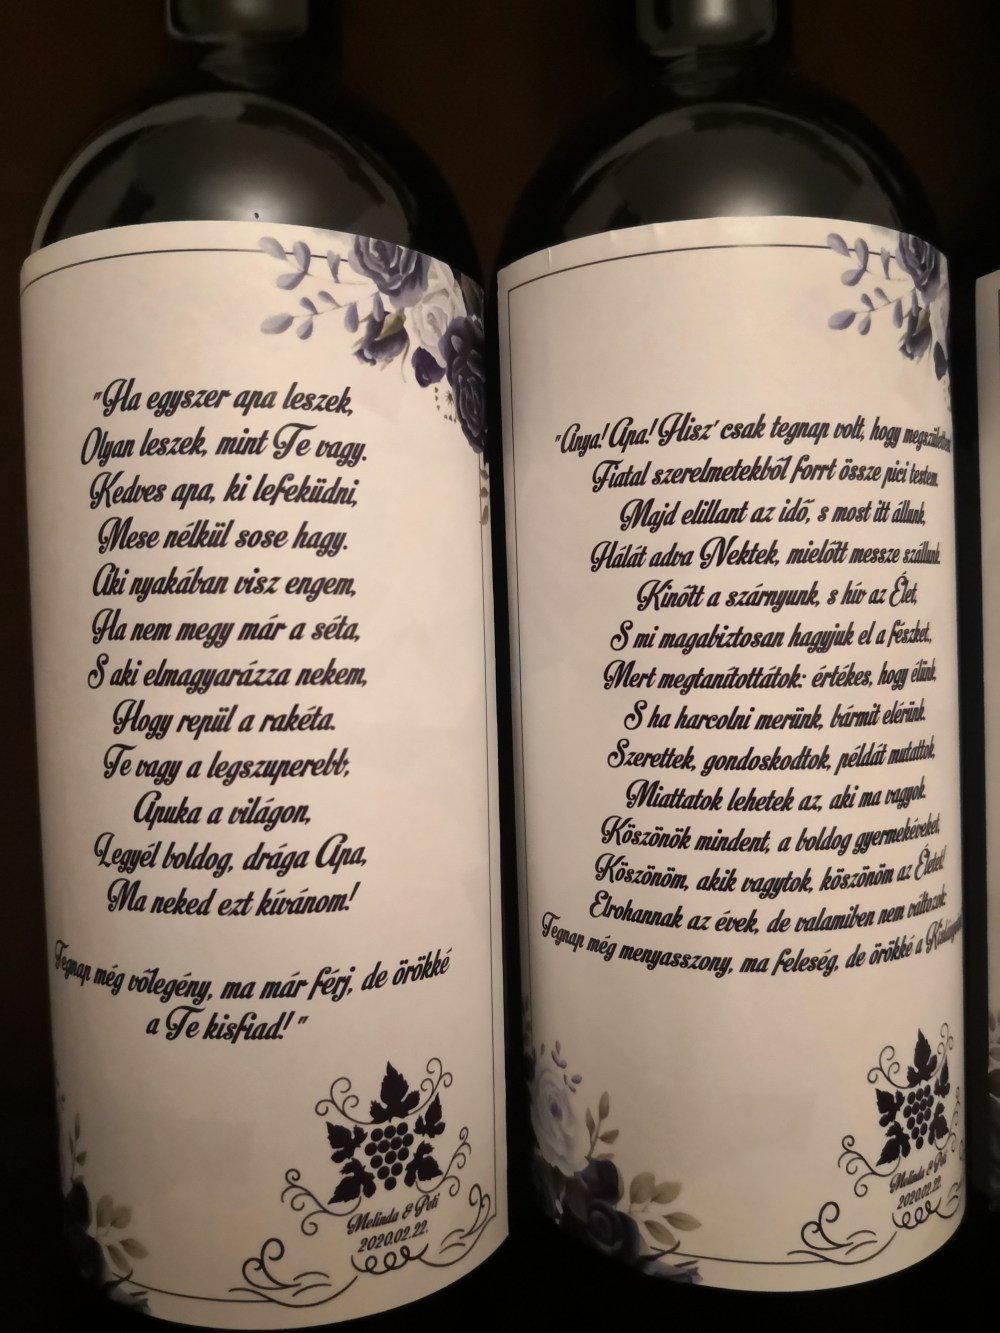 "Ha egyszer apa leszek,
Olyan leszek, mint Te vagy.
Kedves apa, ki lefeküdni,
Mese nélkül sose hagy.
Aki nyakában visz engem,
Ha nem megy már a séta,
S aki elmagyarázza nekem,
Hogy repül a rakéta.
Te vagy a legszuperebb,
Apuka a világon,
Legyél boldog, drága Apa,
Ma neked ezt kívánom!
Tegnap még vőlegény, ma már férj, de örökké
a Te kisfiad! "
Melinda & Peti
2020.02.22.
"Anya! Apa! Hisz' csak tegnap volt, hogy
Fiatal szerelmetekből forrt össze pici testem.
Majd elillant az idő, s most itt állunk,
Hálát adva Nektek, mielőtt messze szállunk.
Kinőtt a szárnyunk, s hív az Élet,
S mi magabiztosan hagyjuk el a fészket,
Mert megtanítottátok: értékes, hogy élünk,
S ha harcolni merünk, bármit elérünk.
Szerettek, gondoskodtok, példát mutattok,
Miattatok lehetek az, aki ma vagyok.
Köszönök mindent, a boldog gyermekéveket,
Köszönöm, akik vagytok, köszönöm az Életet!
Elrohannak az évek, de valamiben nem változok:
Tegnap még menyasszony, ma feleség, de örökké a
Melinda & Peti
2020.02.22.